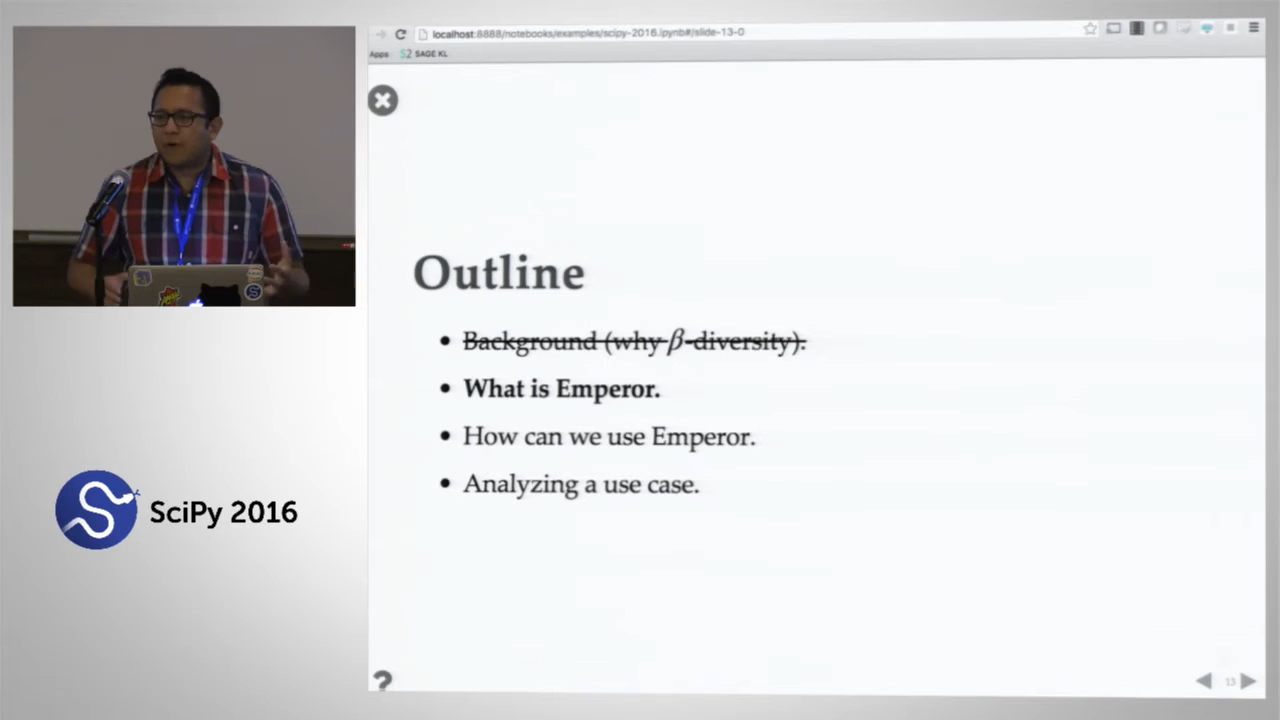 localhost:8888/notebooks/examples/scipy-2016.ipynb#/slide-13-0
Apps S2 SAGE KL
Outline
• Background (why β-diversity).
• What is Emperor.
• How can we use Emperor.
• Analyzing a use case.
SciPy 2016
?
13